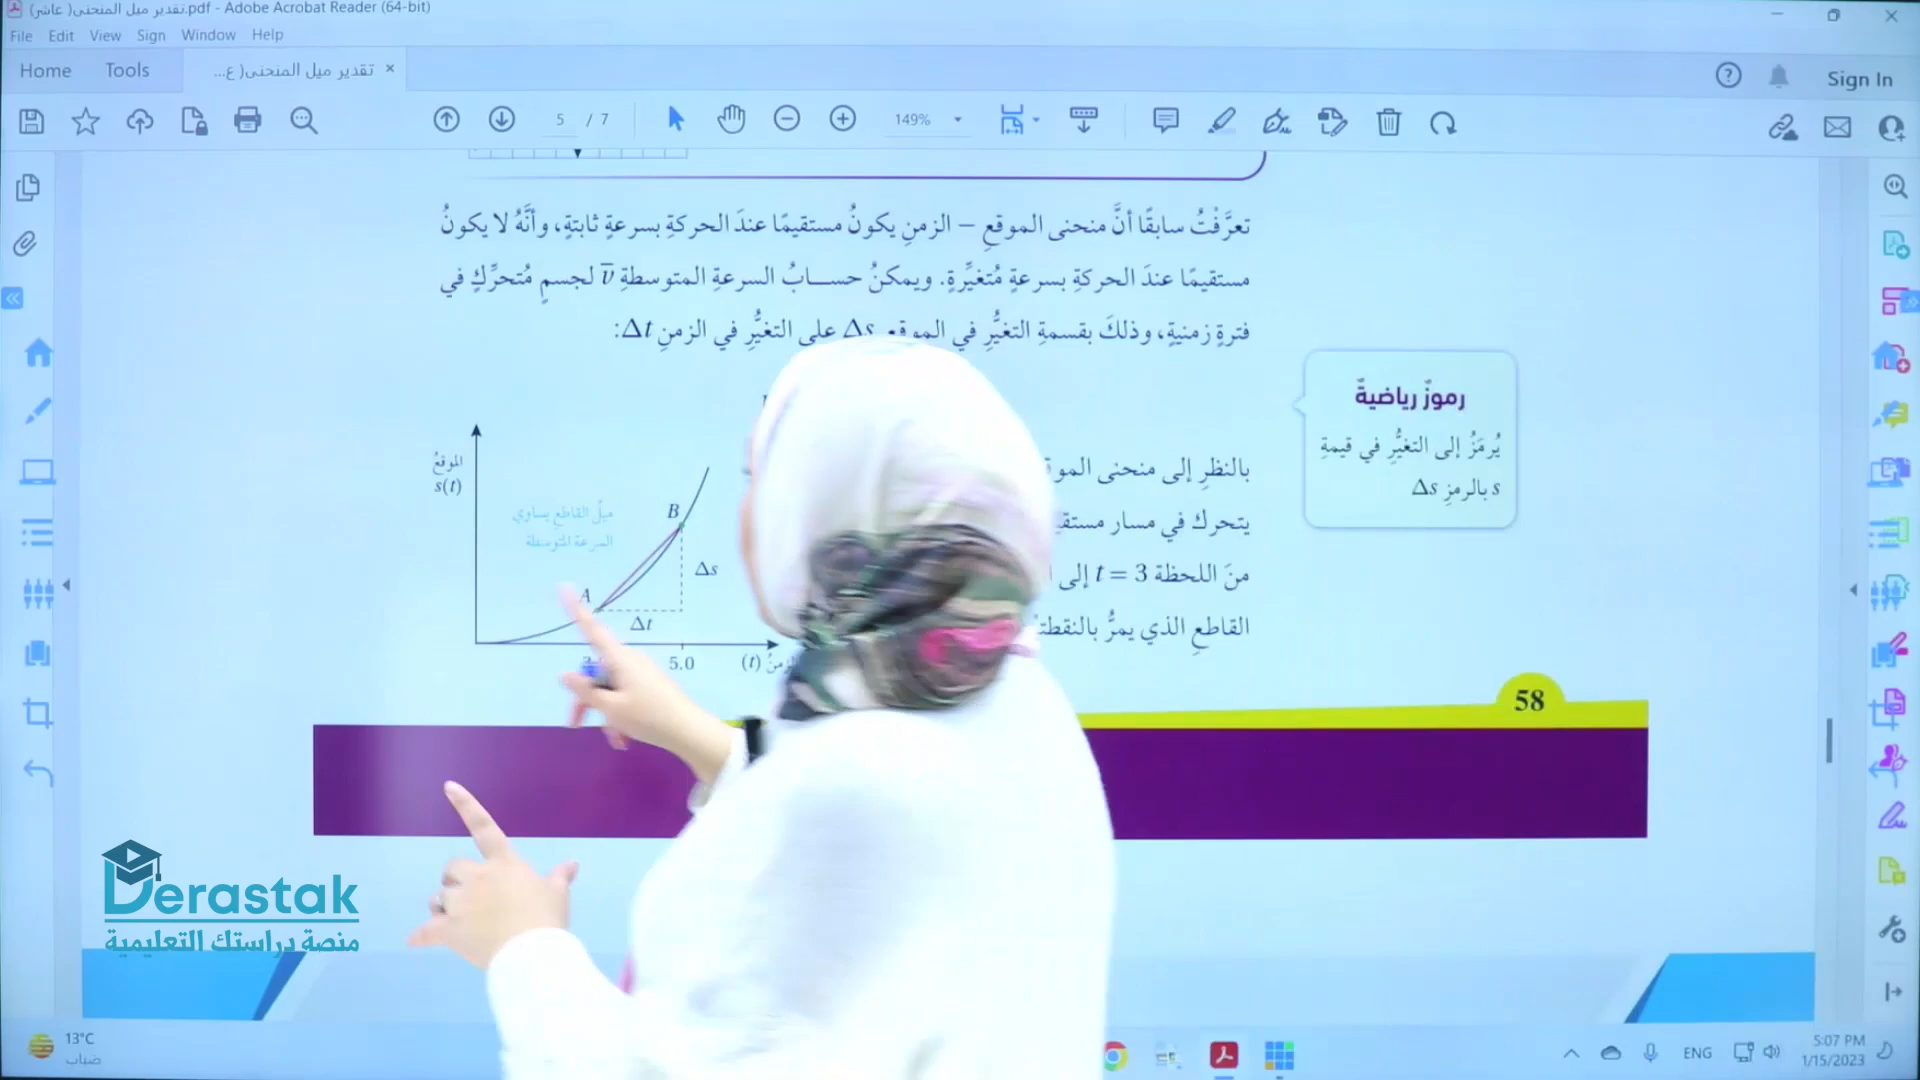 تقدير ميل المنحنى( عاشر).pdf - Adobe Acrobat Reader (64-bit)
File Edit View Sign Window Help
Home Tools تقدير ميل المنحنى( ع... × Sign In
5 / 7 149%
تعرَّفْتُ سابقًا أنَّ منحنى الموقعِ – الزمنِ يكونُ مستقيمًا عندَ الحركةِ بسرعةٍ ثابتةٍ، وأنَّهُ لا يكونُ
مستقيمًا عندَ الحركةِ بسرعةٍ مُتغيِّرةٍ. ويمكنُ حسابُ السرعةِ المتوسطةِ v̅ لجسمٍ مُتحرِّكٍ في
فترةٍ زمنيةٍ، وذلكَ بقسمةِ التغيُّرِ في الموقعِ Δs على التغيُّرِ في الزمنِ Δt:
رموزٌ رياضيةٌ
يُرمَزُ إلى التغيُّرِ في قيمةِ
s بالرمزِ Δs
بالنظرِ إلى منحنى
يتحرك في مسار
منَ اللحظة t = 3 إلى
القاطعِ الذي يمرُّ
الموقعُ
s(t)
ميلُ القاطعِ يساوي
السرعة المتوسطة
B
Δs
A
Δt
5.0
(t)
58
Derastak
منصة دراستك التعليمية
13°C
ضباب
ENG
5:07 PM
1/15/2023